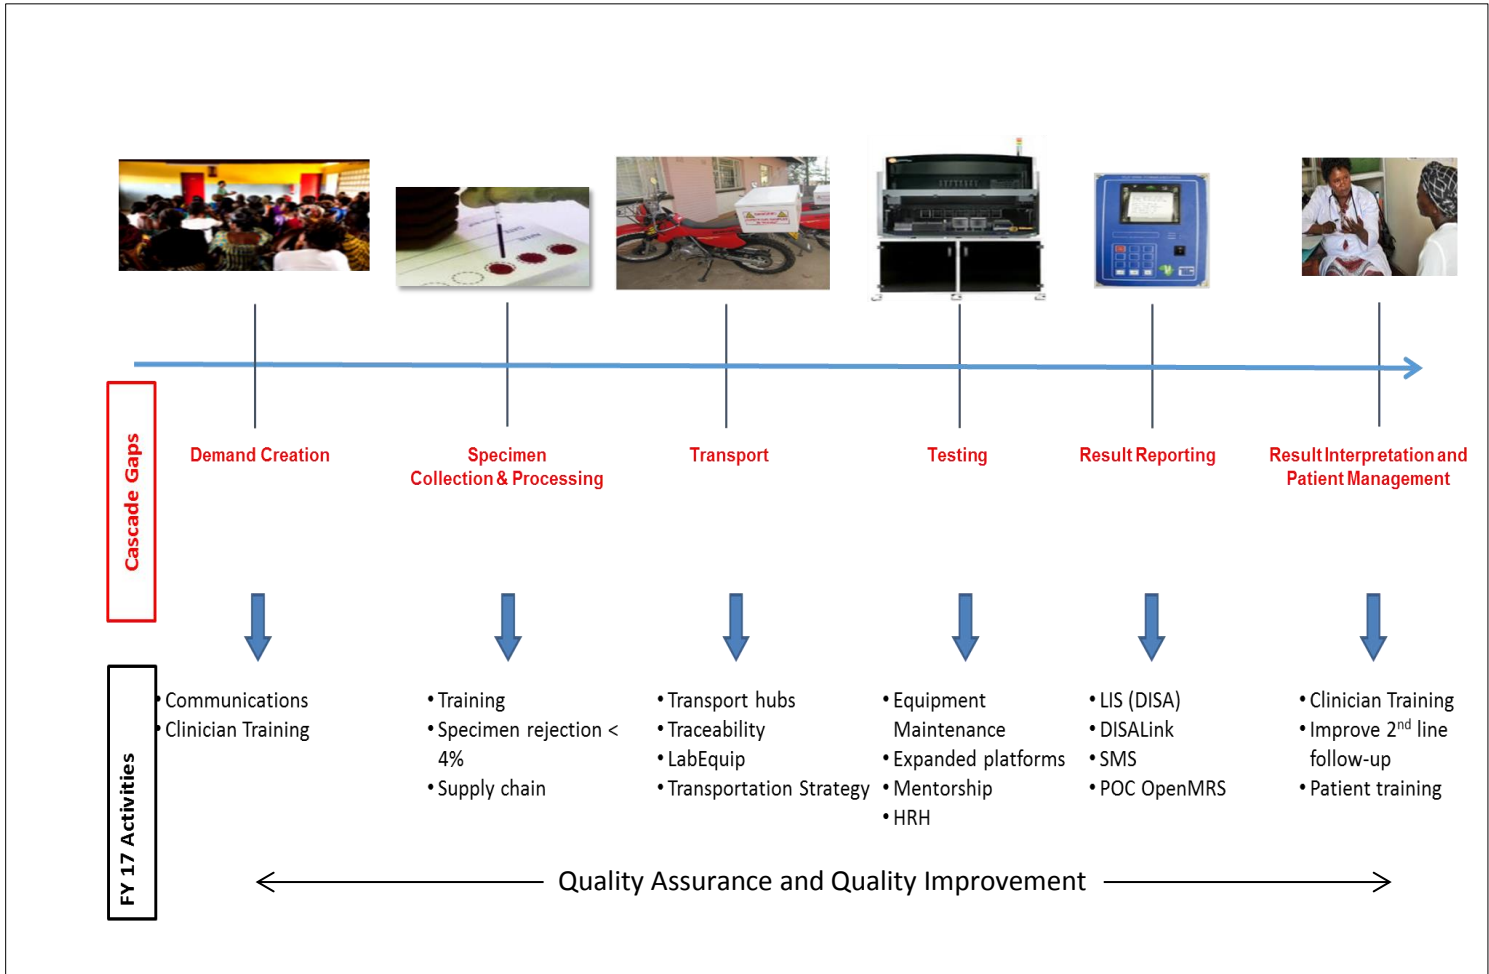 Cascade Gaps
Demand Creation
Specimen
Collection & Processing
Transport
Testing
Result Reporting
Result Interpretation and
Patient Management
FY 17 Activities
• Communications
• Clinician Training
• Training
• Specimen rejection <
4%
• Supply chain
• Transport hubs
• Traceability
• LabEquip
• Transportation Strategy
• Equipment
Maintenance
• Expanded platforms
• Mentorship
• HRH
• LIS (DISA)
• DISALink
• SMS
• POC OpenMRS
• Clinician Training
• Improve 2nd line
follow-up
• Patient training
Quality Assurance and Quality Improvement